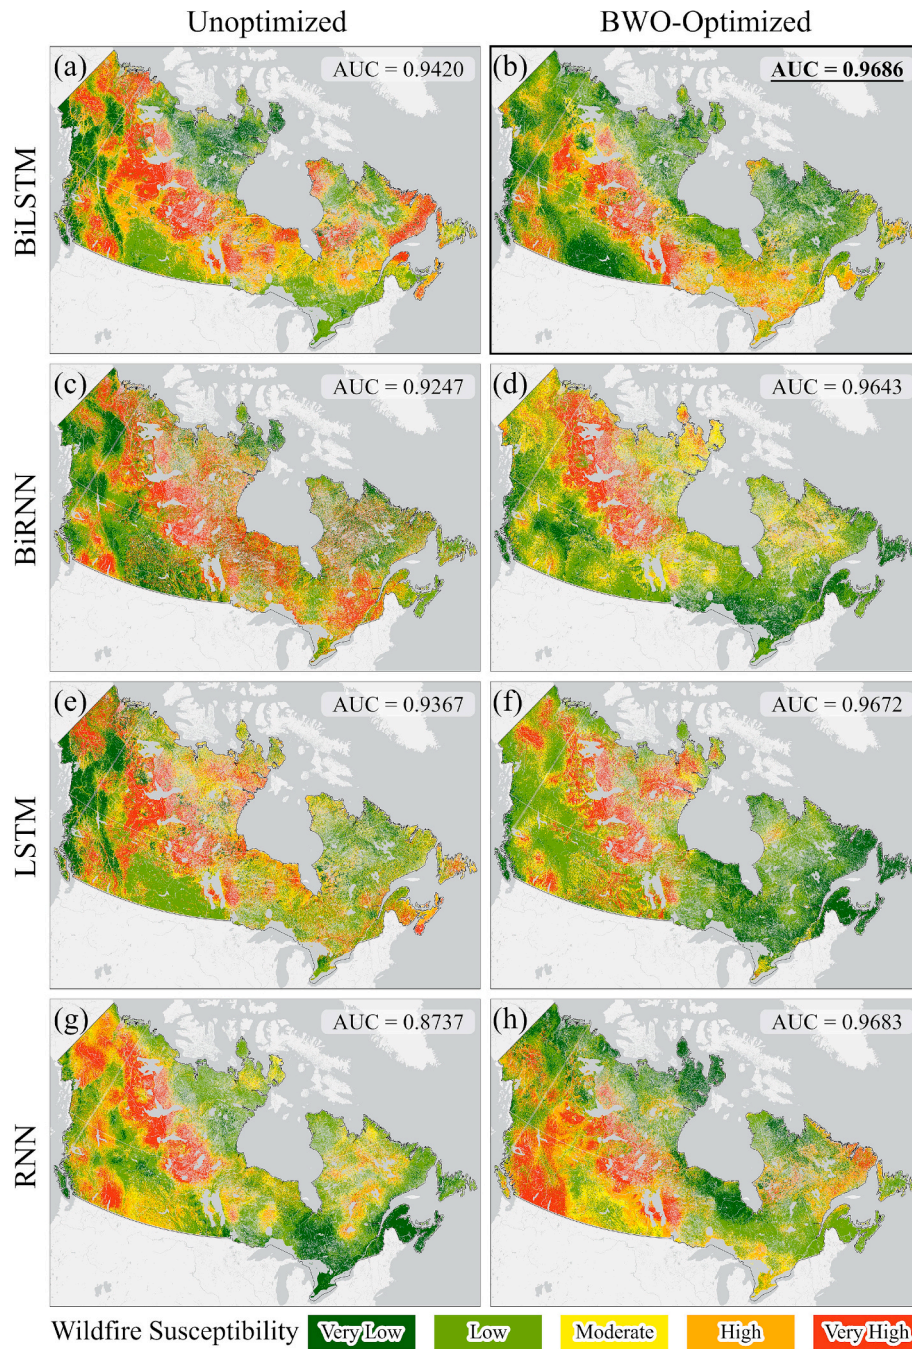 Unoptimized BWO-Optimized
BiLSTM
(a) AUC = 0.9420
(b) AUC = 0.9686
BiRNN
(c) AUC = 0.9247
(d) AUC = 0.9643
LSTM
(e) AUC = 0.9367
(f) AUC = 0.9672
RNN
(g) AUC = 0.8737
(h) AUC = 0.9683
Wildfire Susceptibility Very Low Low Moderate High Very High